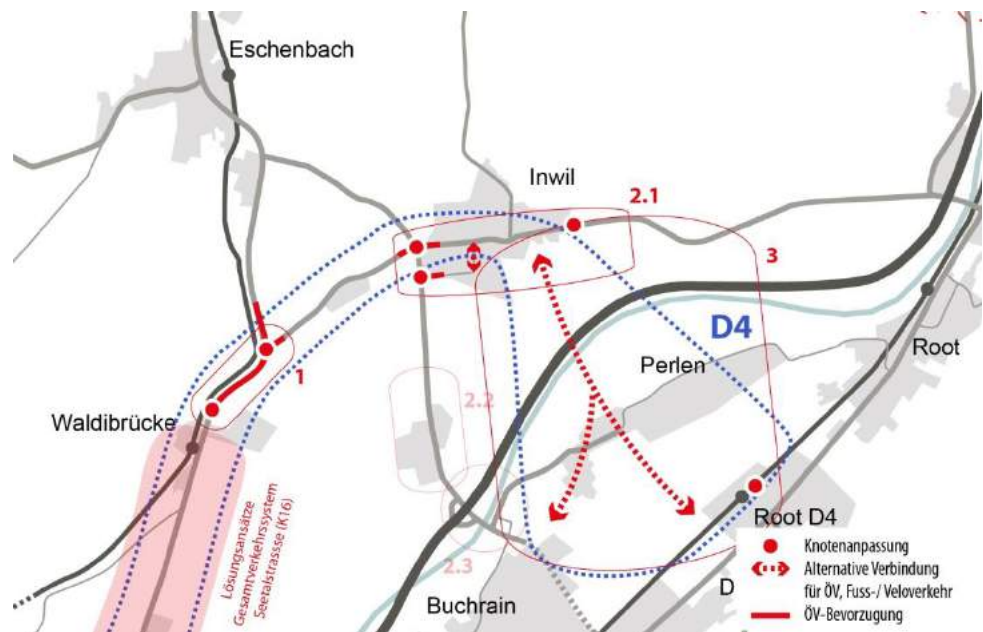 Eschenbach
Inwil
2.1
3
D4
Root
Perlen
1
Waldibrücke
2.2
Lösungsansätze
Gesamtverkehrssystem
Seetalstrassse (K16)
Root D4
2.3
Buchrain
D
Knotenanpassung
Alternative Verbindung
für ÖV, Fuss-/ Veloverkehr
ÖV-Bevorzugung